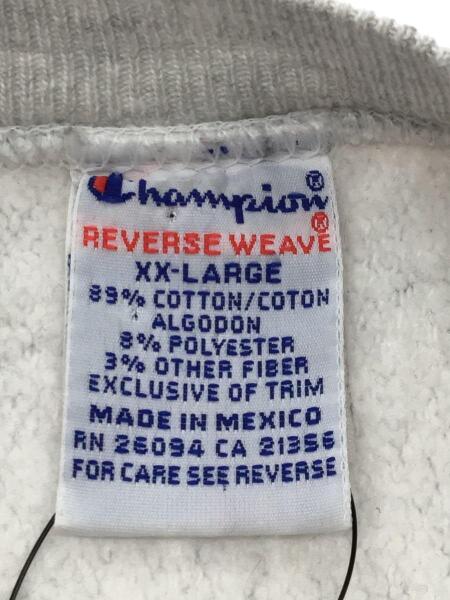 Champion®
REVERSE WEAVE®
XX-LARGE
89% COTTON/COTON
ALGODON
8% POLYESTER
3% OTHER FIBER
EXCLUSIVE OF TRIM
MADE IN MEXICO
RN 26094 CA 21356
FOR CARE SEE REVERSE